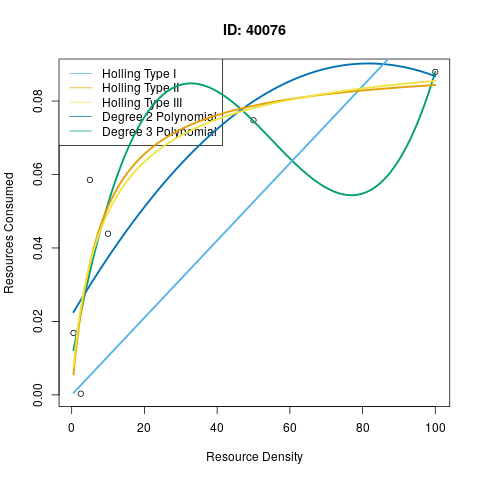 ID: 40076
Holling Type I
Holling Type II
Holling Type III
Degree 2 Polynomial
Degree 3 Polynomial
Resources Consumed
0.00
0.02
0.04
0.06
0.08
0
20
40
60
80
100
Resource Density